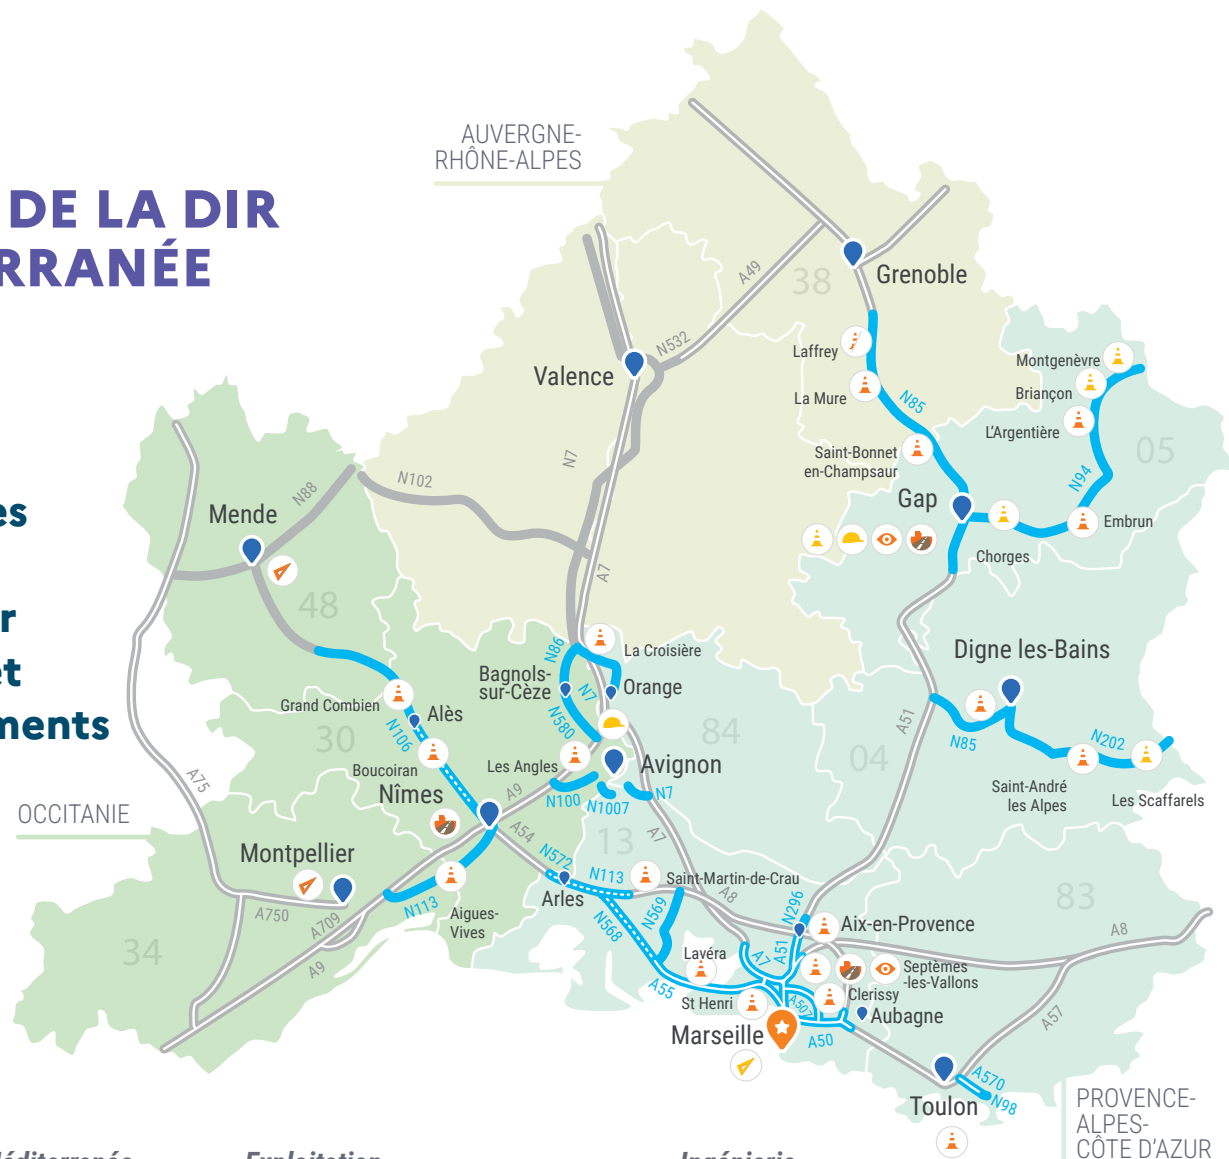 DE LA DIR
RRANÉE
es
r
et
ments
AUVERGNE-
RHÔNE-ALPES
38
Grenoble
A49
N532
Laffrey
La Mure
N85
Valence
Montgenèvre
Briançon
L'Argentière
05
N94
Saint-Bonnet
en-Champsaur
Gap
Embrun
Chorges
N7
N102
N88
Mende
48
A7
N86
La Croisière
Bagnols-
sur-Cèze
N7
Orange
N580
Digne les-Bains
Grand Combien
Alès
30
N106
84
A51
N85
N202
04
Boucoiran
Les Angles
Avignon
Nîmes
A9
N100
N1007
N7
Saint-André
les Alpes
Les Scaffarels
A75
OCCITANIE
A54
A7
13
Montpellier
N572
N113
Saint-Martin-de-Crau
Arles
83
A750
A709
N113
Aigues-
Vives
N568
N569
A8
N296
Aix-en-Provence
A8
34
A9
Lavéra
A7
A51
Septèmes
-les-Vallons
A55
St Henri
A507
Clerissy
Aubagne
A57
Marseille
A50
A570
N98
Toulon
PROVENCE-
ALPES-
CÔTE D'AZUR
Méditerranée
Exploitation
Ingénierie